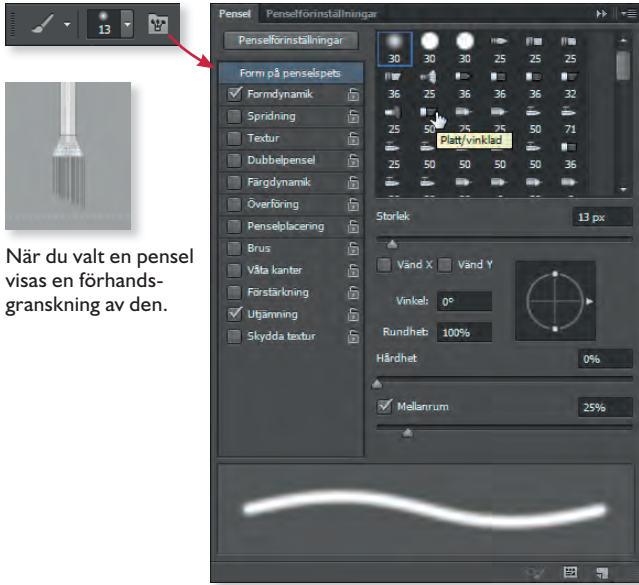 13
Pensel Penselförinställningar
Penselförinställningar
Form på penselspets
Formdynamik
Spridning
Textur
Dubbelpensel
Färgdynamik
Överföring
Penselplacering
Brus
Våta kanter
Förstärkning
Utjämning
Skydda textur
30 30 30 25 25 25
36 25 36 36 36 32
25 50 25 25 50 71
Platt/vinklad
25 50 50 50 50 36
Storlek 13 px
Vänd X Vänd Y
Vinkel: 0°
Rundhet: 100%
Hårdhet 0%
Mellanrum 25%
När du valt en pensel
visas en förhands-
granskning av den.